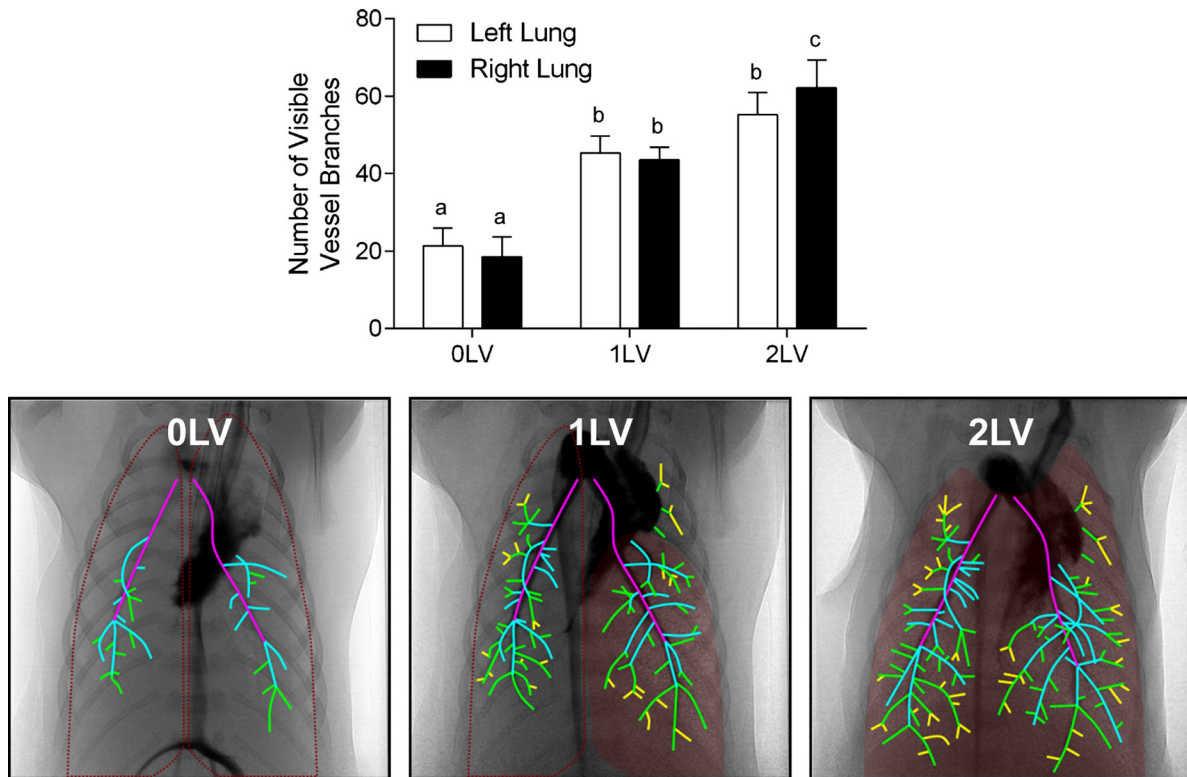 80
Left Lung
Right Lung
60
40
20
0
Number of Visible
Vessel Branches
a
a
b
b
b
c
0LV
1LV
2LV
0LV
1LV
2LV